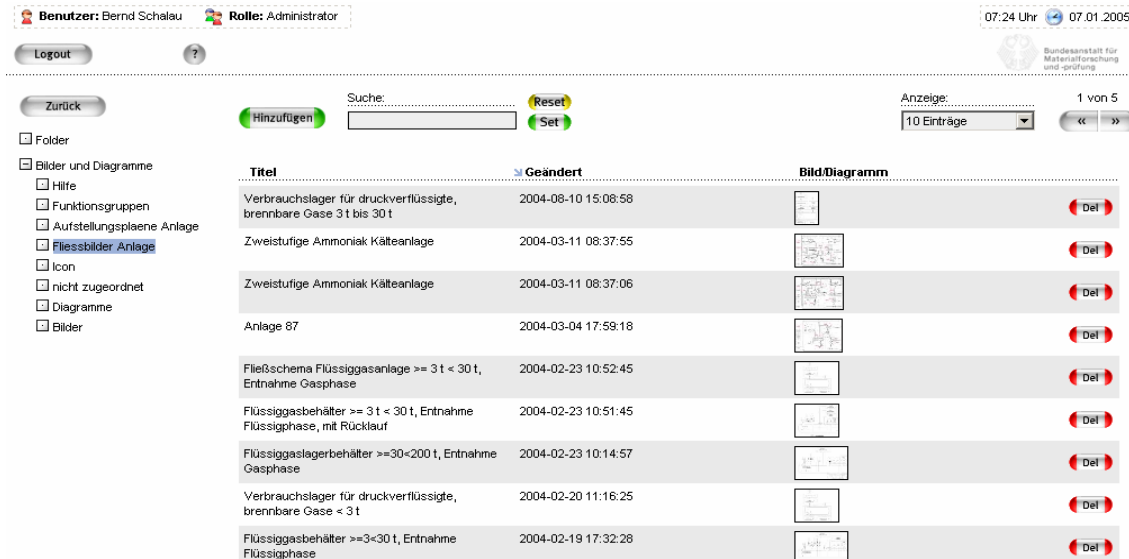 Benutzer: Bernd Schalau Rolle: Administrator 07:24 Uhr 07.01.2005
Logout ? Bundesanstalt für
Materialforschung
und -prüfung
Zurück
Hinzufügen
Suche:
Reset
Set
Anzeige:
10 Einträge
1 von 5
« »
Folder
Bilder und Diagramme
Hilfe
Funktionsgruppen
Aufstellungsplaene Anlage
Fliessbilder Anlage
Icon
nicht zugeordnet
Diagramme
Bilder
Titel Geändert Bild/Diagramm
Verbrauchslager für druckverflüssigte, 2004-08-10 15:08:58 Del
brennbare Gase 3 t bis 30 t
Zweistufige Ammoniak Kälteanlage 2004-03-11 08:37:55 Del
Zweistufige Ammoniak Kälteanlage 2004-03-11 08:37:06 Del
Anlage 87 2004-03-04 17:59:18 Del
Fließschema Flüssiggasanlage >= 3 t < 30 t, 2004-02-23 10:52:45 Del
Entnahme Gasphase
Flüssiggasbehälter >= 3 t < 30 t, Entnahme 2004-02-23 10:51:45 Del
Flüssigphase, mit Rücklauf
Flüssiggaslagerbehälter >=30<200 t, Entnahme 2004-02-23 10:14:57 Del
Gasphase
Verbrauchslager für druckverflüssigte, 2004-02-20 11:16:25 Del
brennbare Gase < 3 t
Flüssiggasbehälter >=3<30 t, Entnahme 2004-02-19 17:32:28 Del
Flüssigphase